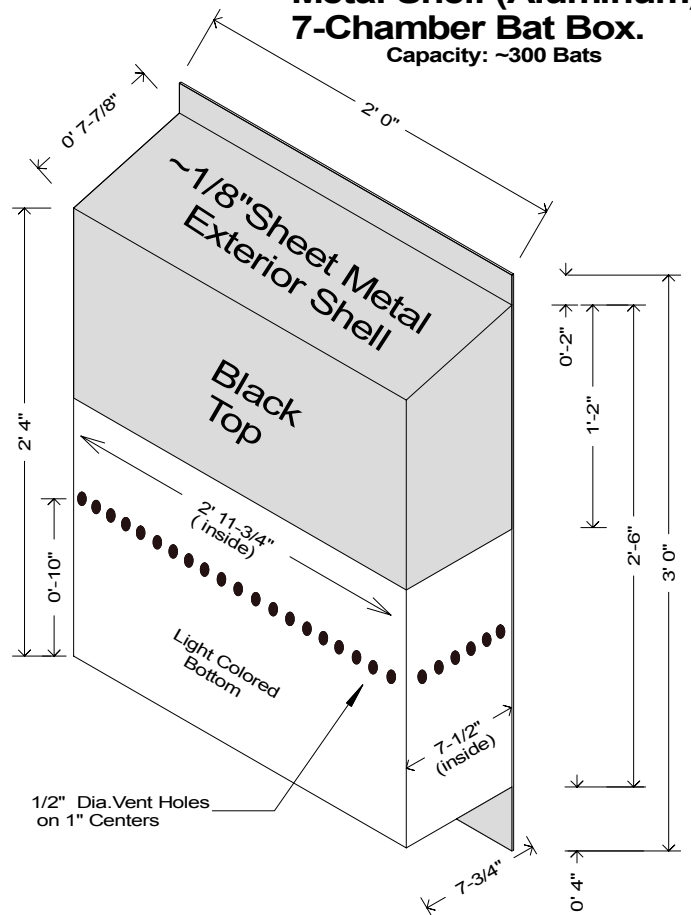 7-Chamber Bat Box.
Capacity: ~300 Bats
0' 7-7/8"
2' 0"
~1/8"Sheet Metal
Exterior Shell
Black
Top
2' 4"
0'-10"
2' 11-3/4"
( inside)
Light Colored
Bottom
1/2" Dia.Vent Holes
on 1" Centers
7-1/2"
(inside)
7-3/4"
0'-2"
1'-2"
2'-6"
3' 0"
0' 4"